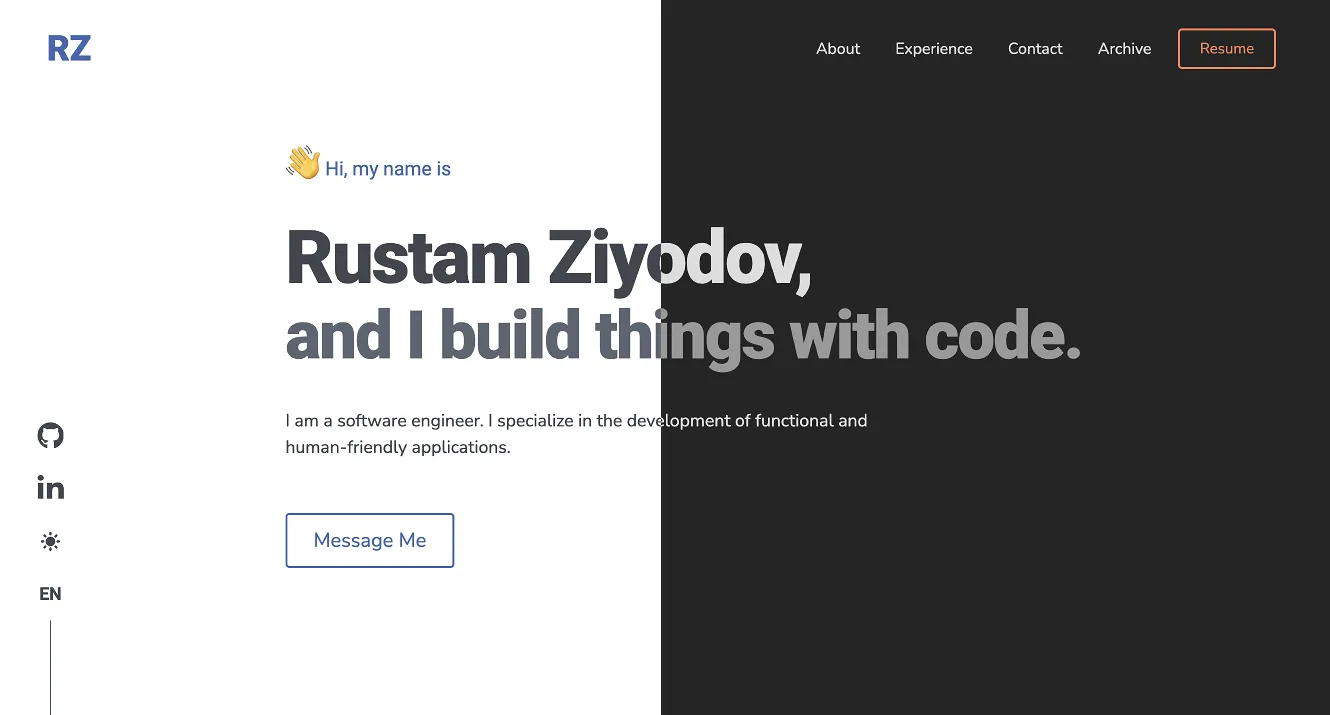 RZ
About Experience Contact Archive Resume
Hi, my name is
Rustam Ziyodov,
and I build things with code.
I am a software engineer. I specialize in the development of functional and
human-friendly applications.
Message Me
in
EN